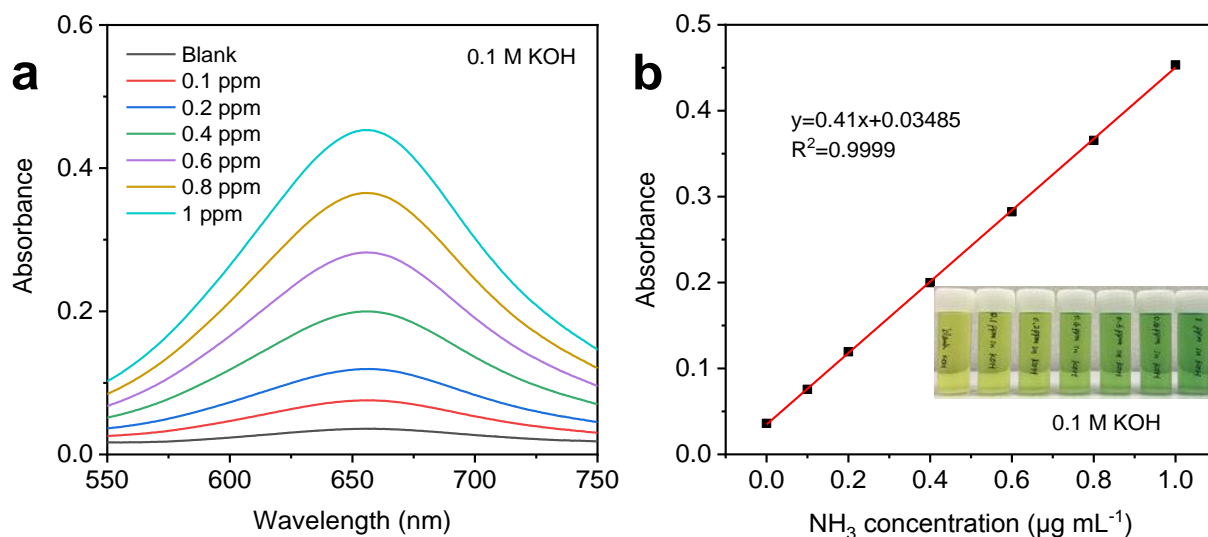 a
0.6
0.4
0.2
0.0
Absorbance
Blank
0.1 ppm
0.2 ppm
0.4 ppm
0.6 ppm
0.8 ppm
1 ppm
0.1 M KOH
550
600
650
700
750
Wavelength (nm)
b
0.5
0.4
0.3
0.2
0.1
0.0
Absorbance
y=0.41x+0.03485
R²=0.9999
0.1 M KOH
0.0
0.2
0.4
0.6
0.8
1.0
NH₃ concentration (μg mL⁻¹)